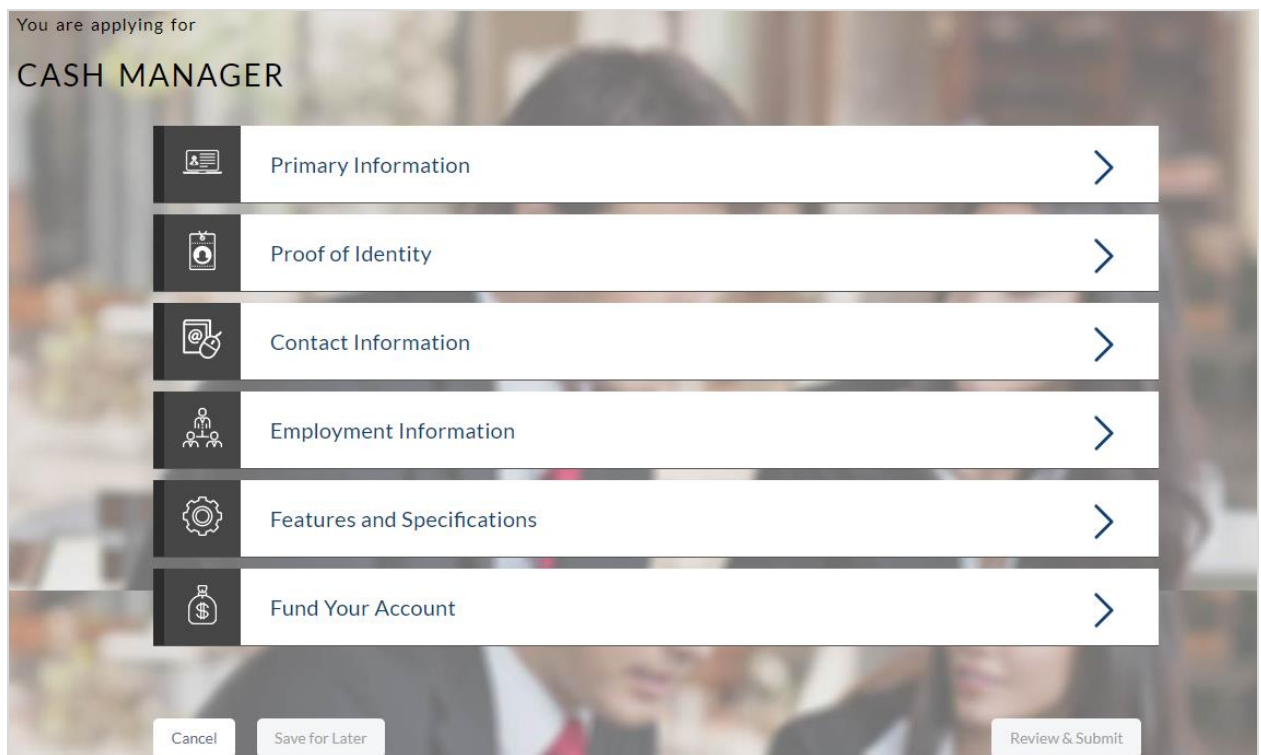 You are applying for
CASH MANAGER
Primary Information
Proof of Identity
Contact Information
Employment Information
Features and Specifications
Fund Your Account
Cancel
Save for Later
Review & Submit